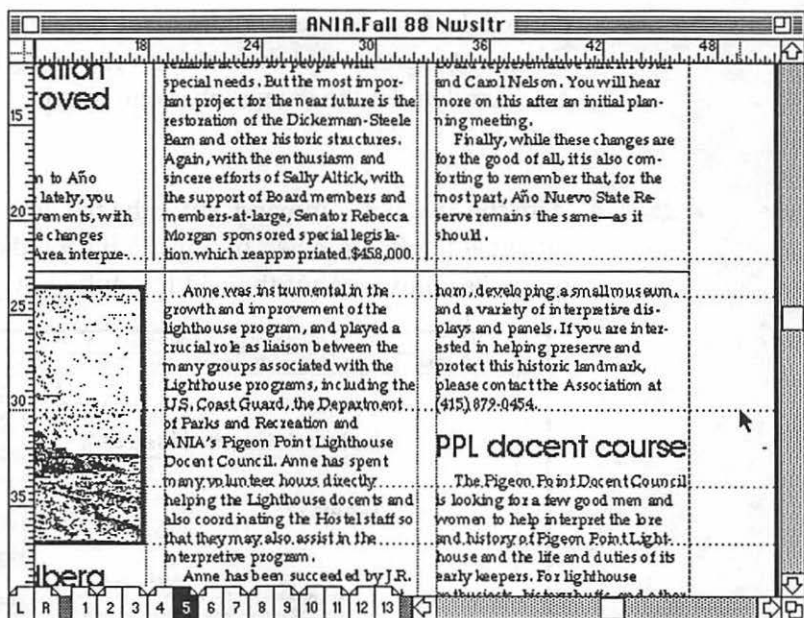 ANIA.Fall 88 Nwsltr
18 24 30 36 42 48
15
20
25
30
35
ation
oved
n to Año
lately, you
vements, with
e changes
Area interpre-
special needs. But the most impor-
tant project for the near future is the
restoration of the Dickerman-Steele
Barn and other historic structures.
Again, with the enthusiasm and
sincere efforts of Sally Altick, with
the support of Board members and
members-at-large, Senator Rebecca
Morgan sponsored special legisla-
tion which reappropriated $458,000
and Carol Nelson. You will hear
more on this after an initial plan-
ning meeting.
Finally, while these changes are
for the good of all, it is also com-
forting to remember that, for the
most part, Año Nuevo State Re-
serve remains the same—as it
should.
lberg
Anne was instrumental in the
growth and improvement of the
lighthouse program, and played a
crucial role as liaison between the
many groups associated with the
Lighthouse programs, including the
U.S. Coast Guard, the Department
of Parks and Recreation and
ANIA's Pigeon Point Lighthouse
Docent Council. Anne has spent
many volunteer hours directly
helping the Lighthouse docents and
also coordinating the Hostel staff so
that they may also assist in the
interpretive program.
Anne has been succeeded by J.R.
horn, developing a small museum,
and a variety of interpretive dis-
plays and panels. If you are inter-
ested in helping preserve and
protect this historic landmark,
please contact the Association at
(415) 879-0454.
PPL docent course
The Pigeon Point Docent Council
is looking for a few good men and
women to help interpret the lore
and history of Pigeon Point Light-
house and the life and duties of its
early keepers. For lighthouse
L R 1 2 3 4 5 6 7 8 9 10 11 12 13